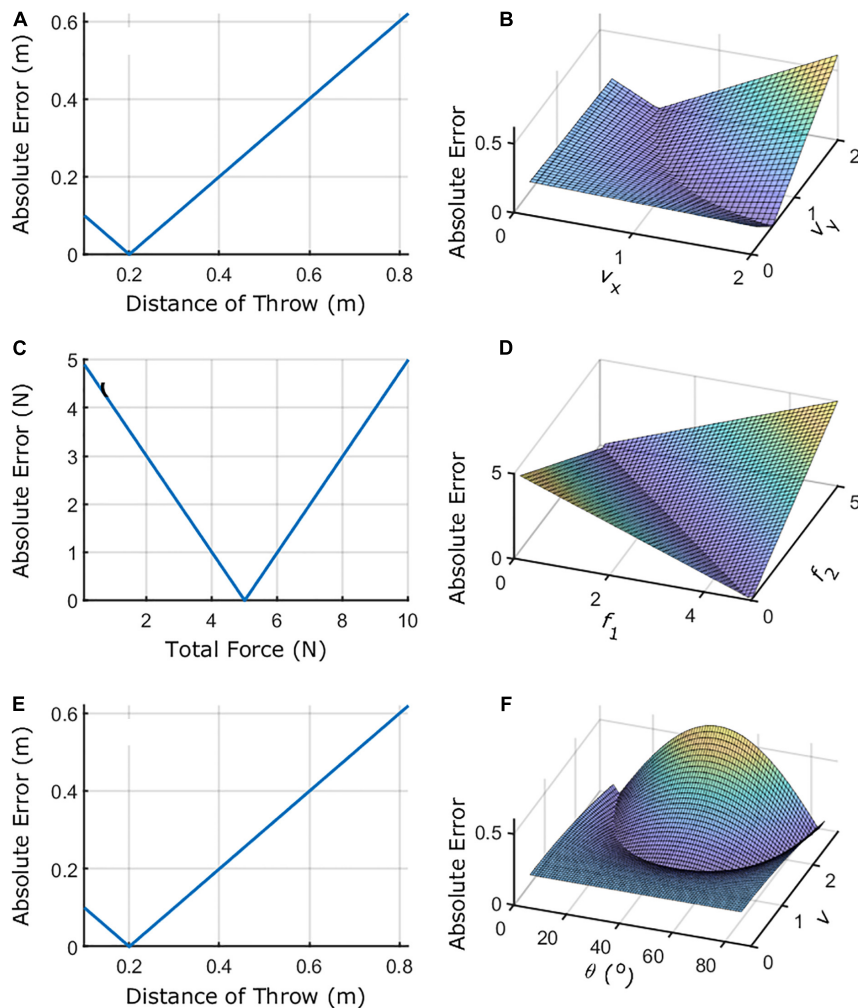 A
Absolute Error (m)
0.6
0.4
0.2
0
0.2 0.4 0.6 0.8
Distance of Throw (m)
B
Absolute Error
0.5
0
0 1 2
v_x
0 1 2
v_y
C
Absolute Error (N)
5
4
3
2
1
0
2 4 6 8 10
Total Force (N)
D
Absolute Error
5
0
0 2 4
f_1
0 5
f_2
E
Absolute Error (m)
0.6
0.4
0.2
0
0.2 0.4 0.6 0.8
Distance of Throw (m)
F
Absolute Error
0.5
0
0 20 40 60 80
θ (°)
0 1 2
v